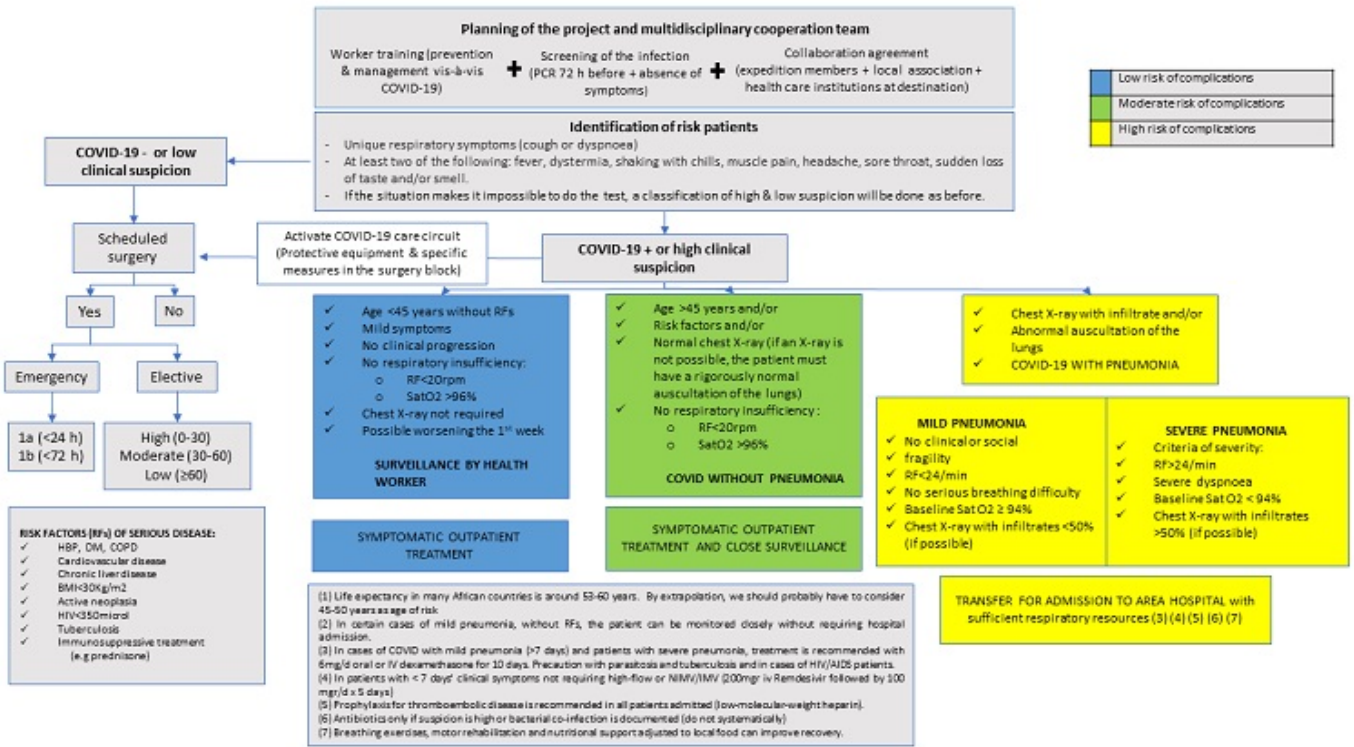 Planning of the project and multidisciplinary cooperation team
Worker training (prevention
& management vis-à-vis
COVID-19)
+
Screening of the infection
(PCR 72 h before + absence of
symptoms)
+
Collaboration agreement
(expedition members + local association +
health care institutions at destination)
Low risk of complications
Moderate risk of complications
High risk of complications
Identification of risk patients
- Unique respiratory symptoms (cough or dyspnoea)
- At least two of the following: fever, dystermia, shaking with chills, muscle pain, headache, sore throat, sudden loss
of taste and/or smell.
- If the situation makes it impossible to do the test, a classification of high & low suspicion will be done as before.
COVID-19 - or low
clinical suspicion
Scheduled
surgery
Activate COVID-19 care circuit
(Protective equipment & specific
measures in the surgery block)
COVID-19 + or high clinical
suspicion
Yes
No
Emergency
Elective
1a (<24 h)
1b (<72 h)
High (0-30)
Moderate (30-60)
Low (≥60)
✓ Age <45 years without RFs
✓ Mild symptoms
✓ No clinical progression
✓ No respiratory insufficiency:
o RF<20rpm
o SatO2 >96%
✓ Chest X-ray not required
✓ Possible worsening the 1st week
SURVEILLANCE BY HEALTH
WORKER
✓ Age >45 years and/or
✓ Risk factors and/or
✓ Normal chest X-ray (if an X-ray is
not possible, the patient must
have a rigorously normal
auscultation of the lungs)
✓ No respiratory insufficiency :
o RF<20rpm
o SatO2 >96%
COVID WITHOUT PNEUMONIA
✓ Chest X-ray with infiltrate and/or
✓ Abnormal auscultation of the
lungs
✓ COVID-19 WITH PNEUMONIA
MILD PNEUMONIA
✓ No clinical or social
✓ fragility
✓ RF<24/min
✓ No serious breathing difficulty
✓ Baseline Sat O2 ≥ 94%
✓ Chest X-ray with infiltrates <50%
(if possible)
SEVERE PNEUMONIA
✓ Criteria of severity:
✓ RF>24/min
✓ Severe dyspnoea
✓ Baseline Sat O2 < 94%
✓ Chest X-ray with infiltrates
>50% (if possible)
SYMPTOMATIC OUTPATIENT
TREATMENT
SYMPTOMATIC OUTPATIENT
TREATMENT AND CLOSE SURVEILLANCE
TRANSFER FOR ADMISSION TO AREA HOSPITAL with
sufficient respiratory resources (3) (4) (5) (6) (7)
RISK FACTORS (RFs) OF SERIOUS DISEASE:
✓ HBP, DM, COPD
✓ Cardiovascular disease
✓ Chronic liver disease
✓ BMI<30Kg/m2
✓ Active neoplasia
✓ HIV<350microl
✓ Tuberculosis
✓ Immunosuppressive treatment
(e.g prednisone)
(1) Life expectancy in many African countries is around 53-60 years. By extrapolation, we should probably have to consider
45-50 years as age of risk
(2) In certain cases of mild pneumonia, without RFs, the patient can be monitored closely without requiring hospital
admission.
(3) In cases of COVID with mild pneumonia (>7 days) and patients with severe pneumonia, treatment is recommended with
6mg/d oral or IV dexamethasone for 10 days. Precaution with parasitosis and tuberculosis and in cases of HIV/AIDS patients.
(4) In patients with < 7 days' clinical symptoms not requiring high-flow or NIMV/IMV (200mgr iv Remdesivir followed by 100
mgr/d x 5 days)
(5) Prophylaxis for thromboembolic disease is recommended in all patients admitted (low-molecular-weight heparin).
(6) Antibiotics only if suspicion is high or bacterial co-infection is documented (do not systematically)
(7) Breathing exercises, motor rehabilitation and nutritional support adjusted to local food can improve recovery.